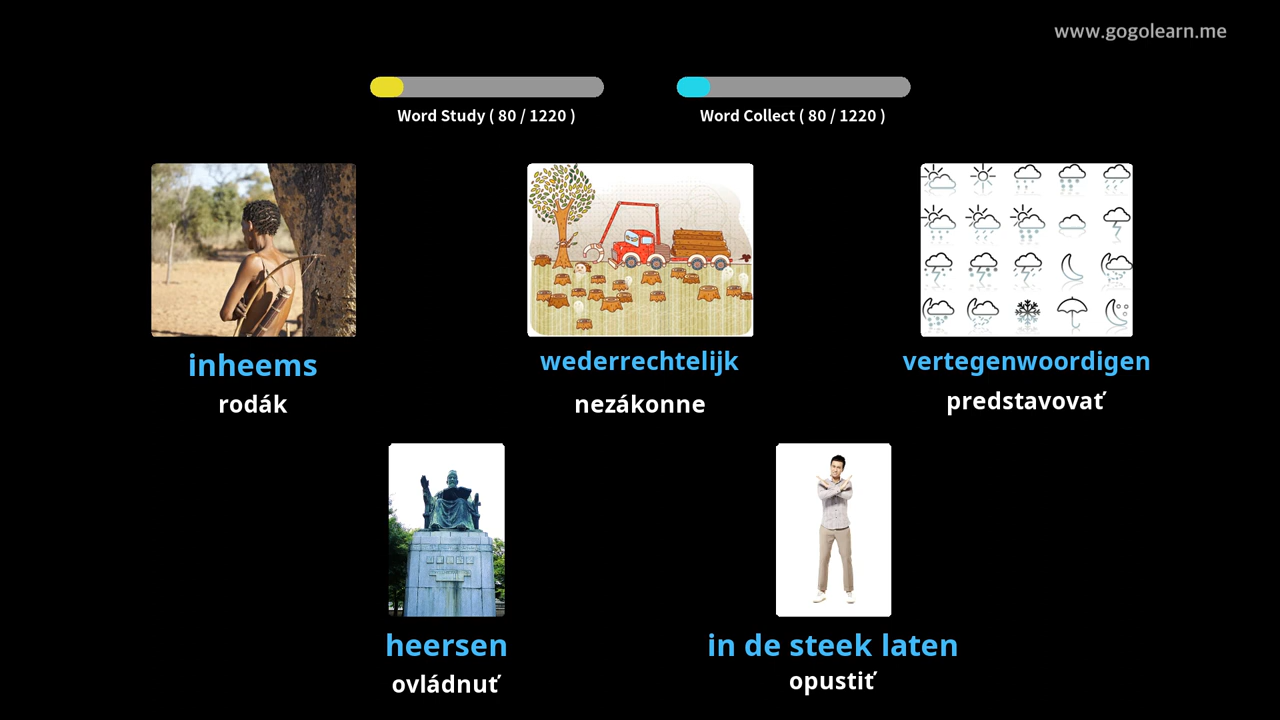 www.gogolearn.me
Word Study ( 80 / 1220 )
Word Collect ( 80 / 1220 )
inheems
rodák
wederrechtelijk
nezákonne
vertegenwoordigen
predstavovať
heersen
ovládnuť
in de steek laten
opustiť